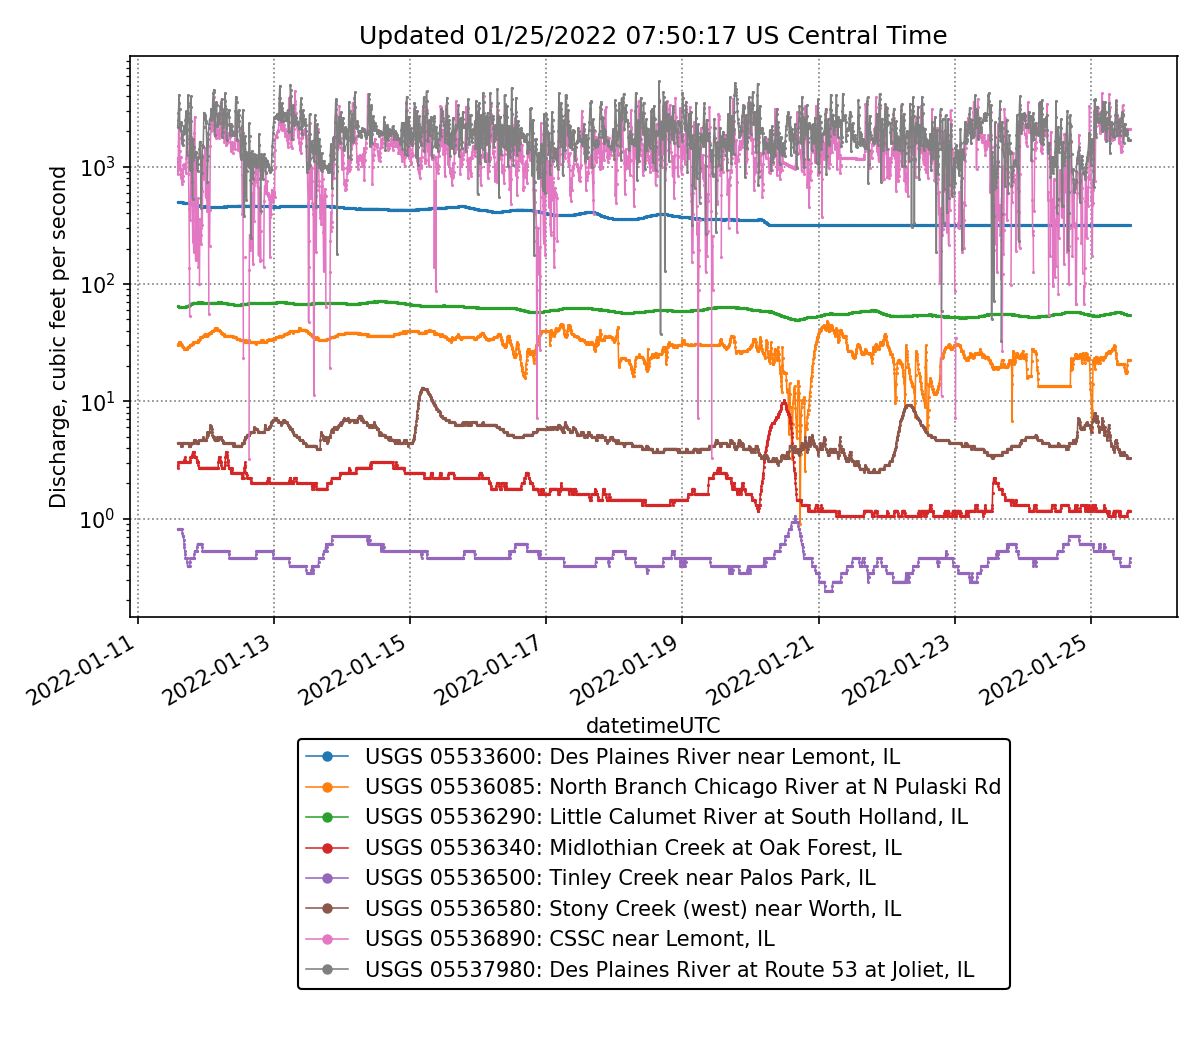 Updated 01/25/2022 07:50:17 US Central Time
Discharge, cubic feet per second
10^3
10^2
10^1
10^0
2022-01-11
2022-01-13
2022-01-15
2022-01-17
2022-01-19
2022-01-21
2022-01-23
2022-01-25
datetimeUTC
USGS 05533600: Des Plaines River near Lemont, IL
USGS 05536085: North Branch Chicago River at N Pulaski Rd
USGS 05536290: Little Calumet River at South Holland, IL
USGS 05536340: Midlothian Creek at Oak Forest, IL
USGS 05536500: Tinley Creek near Palos Park, IL
USGS 05536580: Stony Creek (west) near Worth, IL
USGS 05536890: CSSC near Lemont, IL
USGS 05537980: Des Plaines River at Route 53 at Joliet, IL